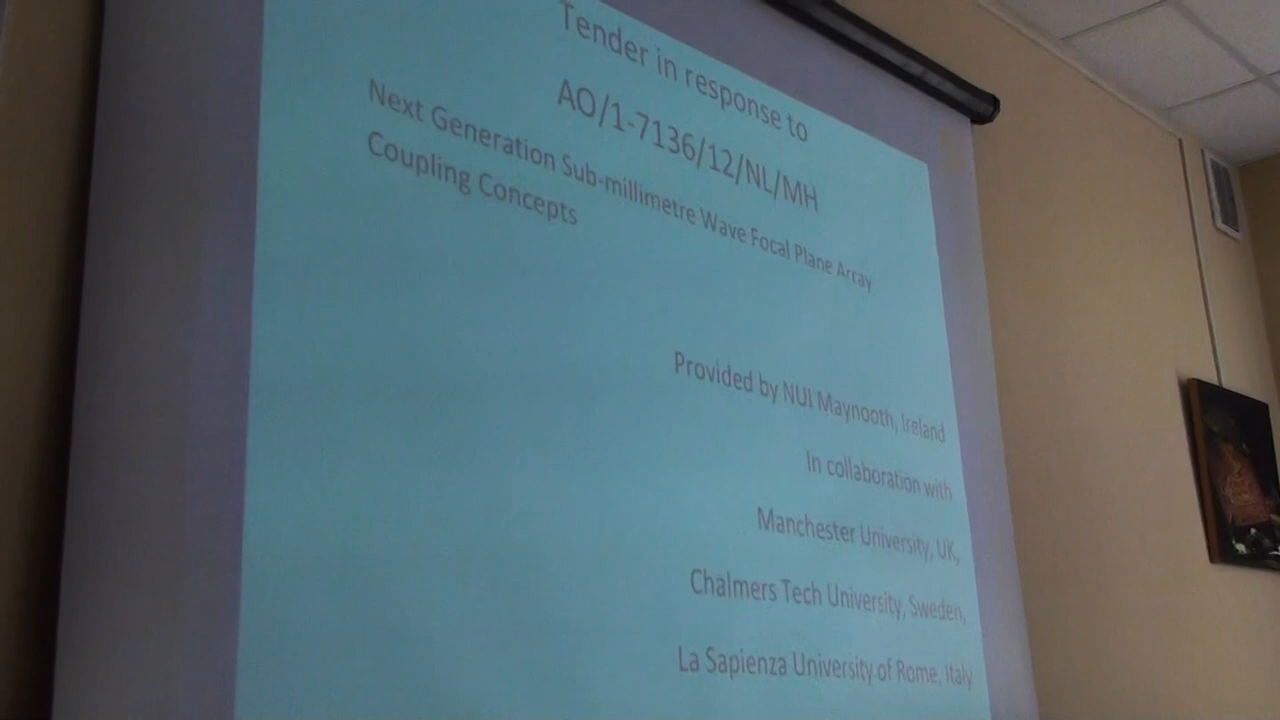 Tender in response to
AO/1-7136/12/NL/MH
Next Generation Sub-millimetre Wave Focal Plane Array
Coupling Concepts
Provided by NUI Maynooth, Ireland
In collaboration with
Manchester University, UK,
Chalmers Tech University, Sweden,
La Sapienza University of Rome, Italy